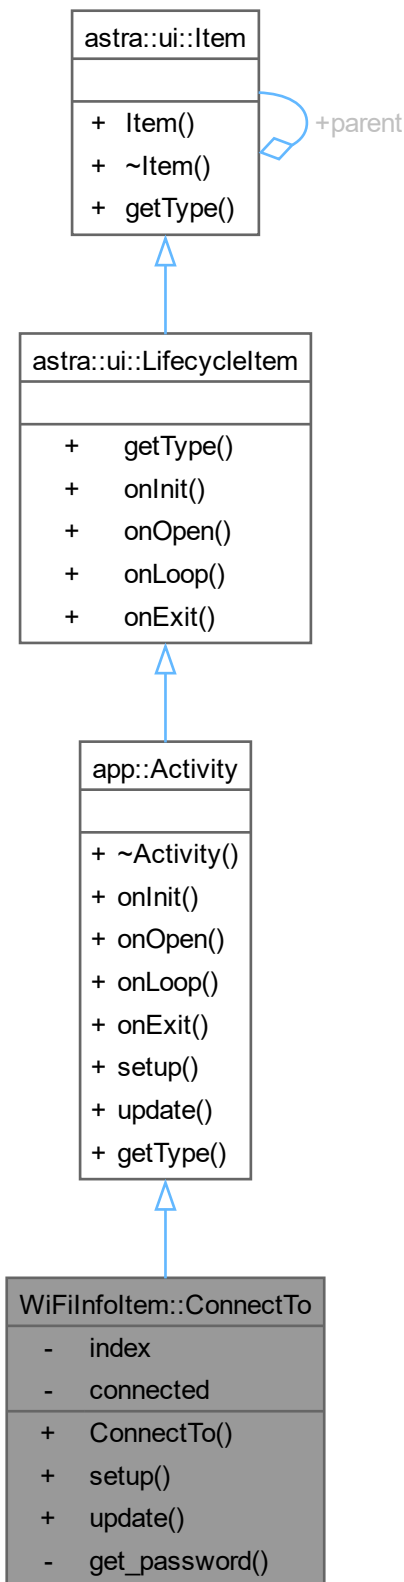 astra::ui::Item
+ Item()
+ ~Item()
+ getType()
+parent
astra::ui::LifecycleItem
+ getType()
+ onInit()
+ onOpen()
+ onLoop()
+ onExit()
app::Activity
+ ~Activity()
+ onInit()
+ onOpen()
+ onLoop()
+ onExit()
+ setup()
+ update()
+ getType()
WiFiInfoItem::ConnectTo
- index
- connected
+ ConnectTo()
+ setup()
+ update()
- get_password()